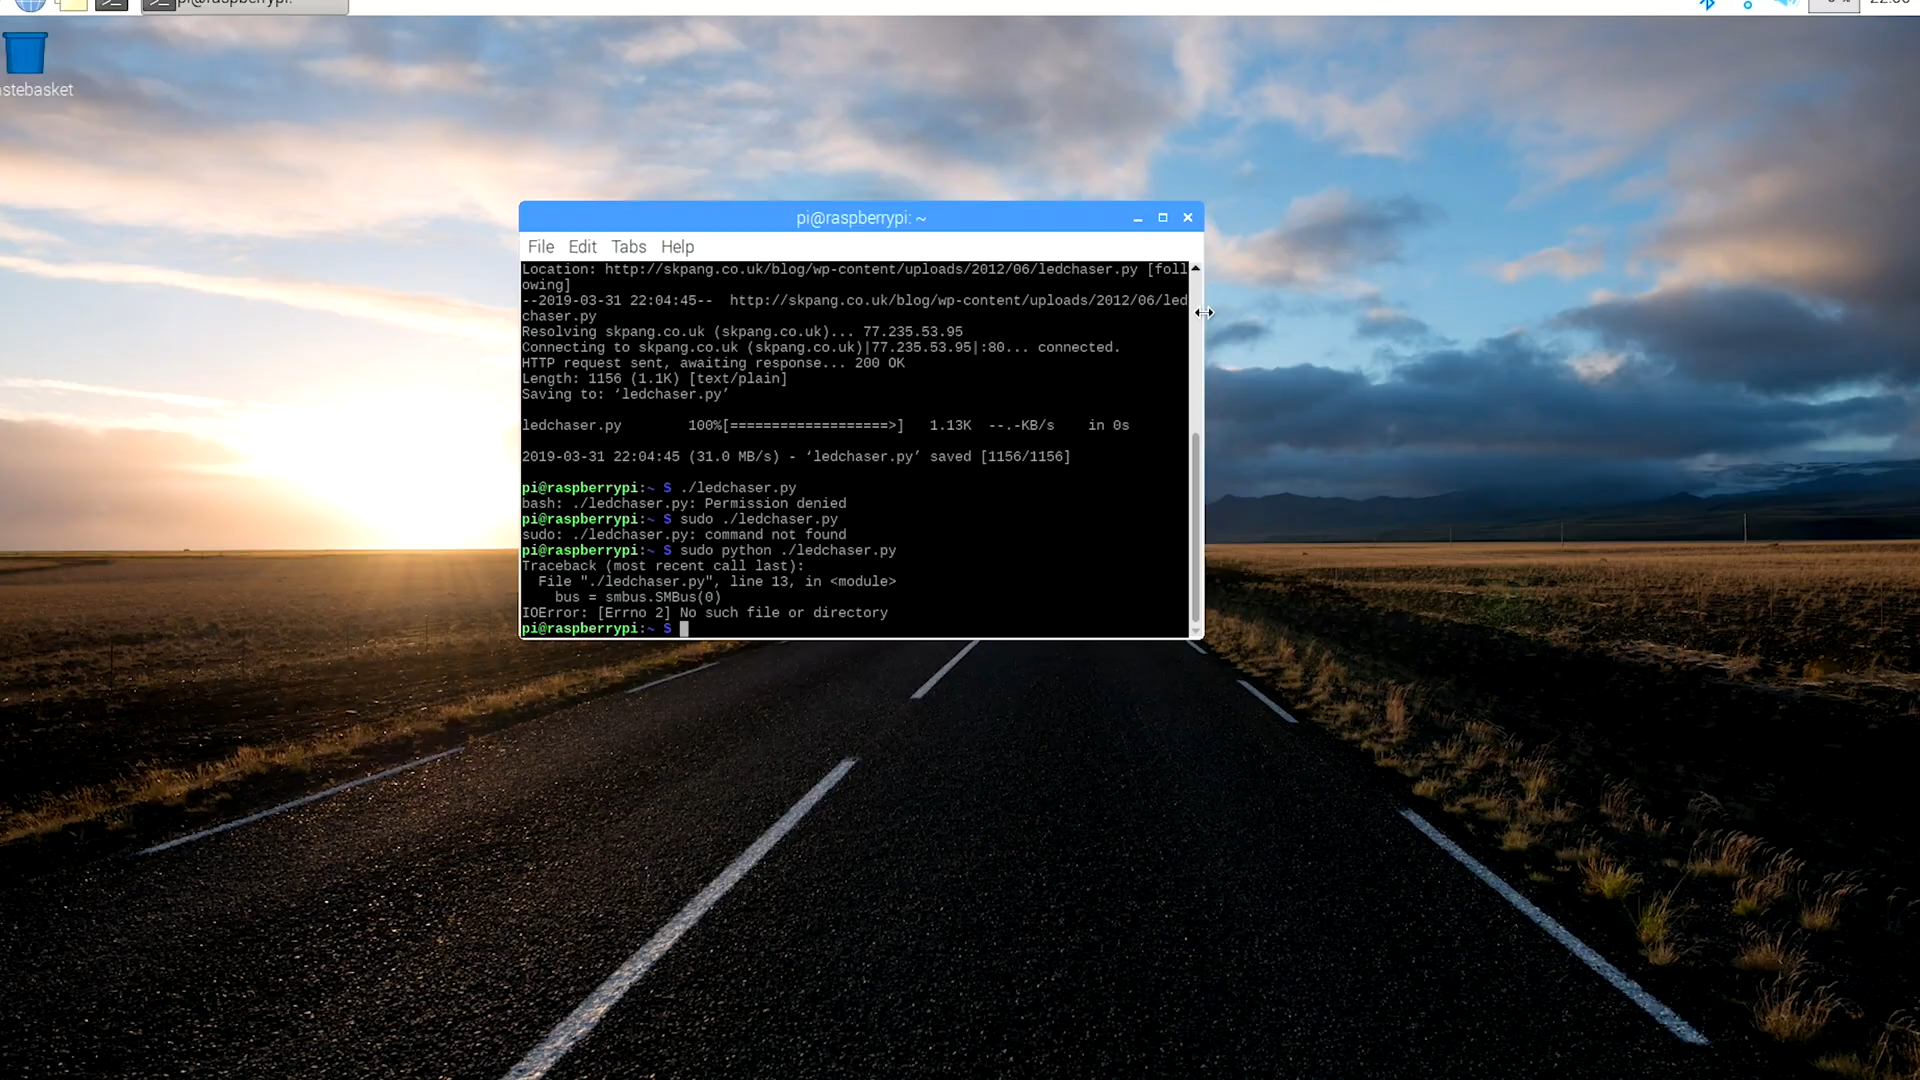 pi@raspberrypi:
stebasket
pi@raspberrypi: ~
File Edit Tabs Help
Location: http://skpang.co.uk/blog/wp-content/uploads/2012/06/ledchaser.py [foll
owing]
--2019-03-31 22:04:45--  http://skpang.co.uk/blog/wp-content/uploads/2012/06/led
chaser.py
Resolving skpang.co.uk (skpang.co.uk)... 77.235.53.95
Connecting to skpang.co.uk (skpang.co.uk)|77.235.53.95|:80... connected.
HTTP request sent, awaiting response... 200 OK
Length: 1156 (1.1K) [text/plain]
Saving to: ‘ledchaser.py’
ledchaser.py        100%[===================>]   1.13K  --.-KB/s    in 0s
2019-03-31 22:04:45 (31.0 MB/s) - ‘ledchaser.py’ saved [1156/1156]
pi@raspberrypi:~ $ ./ledchaser.py
bash: ./ledchaser.py: Permission denied
pi@raspberrypi:~ $ sudo ./ledchaser.py
sudo: ./ledchaser.py: command not found
pi@raspberrypi:~ $ sudo python ./ledchaser.py
Traceback (most recent call last):
  File "./ledchaser.py", line 13, in <module>
    bus = smbus.SMBus(0)
IOError: [Errno 2] No such file or directory
pi@raspberrypi:~ $